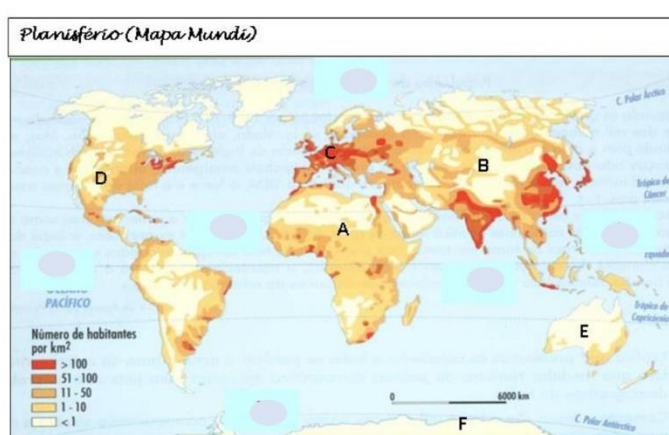 Planisfério (Mapa Mundi)
C. Polar Árctico
Trópico de
Câncer
quador
Trópico de
Capricórnio
OCEANO
PACÍFICO
Número de habitantes
por km²
> 100
51 - 100
11 - 50
1 - 10
< 1
0 6000 km
C. Polar Antárctico
A
B
C
D
E
F